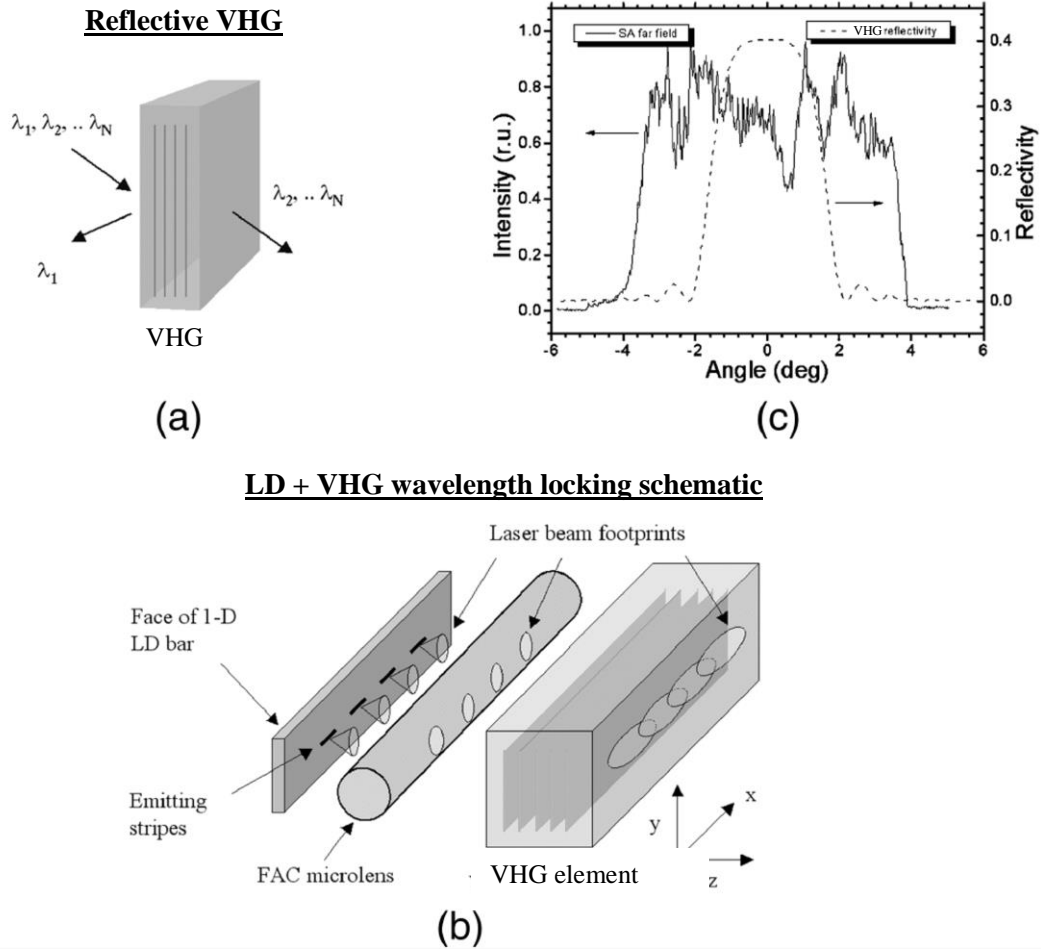 Reflective VHG
λ1, λ2, .. λN
λ2, .. λN
λ1
VHG
(a)
SA far field
VHG reflectivity
1.0
0.8
0.6
0.4
0.2
0.0
Intensity (r.u.)
0.4
0.3
0.2
0.4
0.0
Reflectivity
-6 -4 -2 0 2 4 6
Angle (deg)
(c)
LD + VHG wavelength locking schematic
Laser beam footprints
Face of 1-D
LD bar
Emitting
stripes
FAC microlens
VHG element
y
x
z
(b)